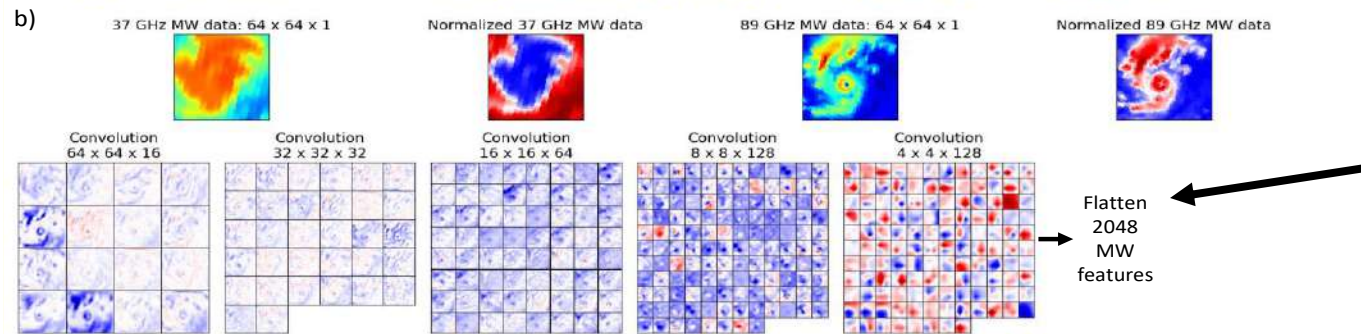 b)
37 GHz MW data: 64 x 64 x 1
Normalized 37 GHz MW data
89 GHz MW data: 64 x 64 x 1
Normalized 89 GHz MW data
Convolution
64 x 64 x 16
Convolution
32 x 32 x 32
Convolution
16 x 16 x 64
Convolution
8 x 8 x 128
Convolution
4 x 4 x 128
Flatten
2048
MW
features